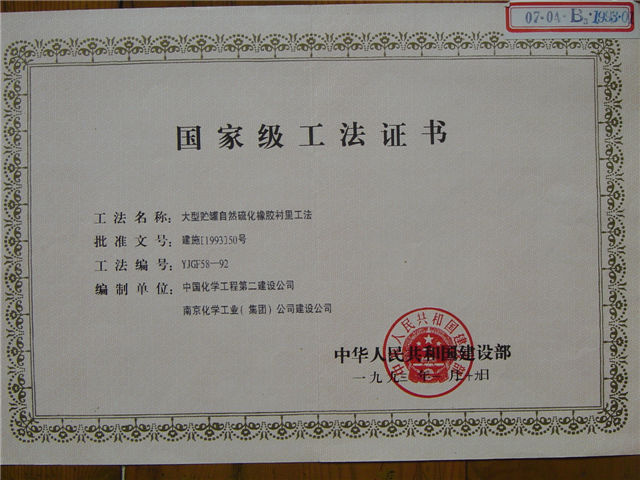 07·04-B₂·1993·0
国家级工法证书
工法名称：大型贮罐自然硫化橡胶衬里工法
批准文号：建施[1993]50号
工法编号：YJGF58—92
编制单位：中国化学工程第二建设公司
南京化学工业(集团)公司建设公司
中华人民共和国建设部